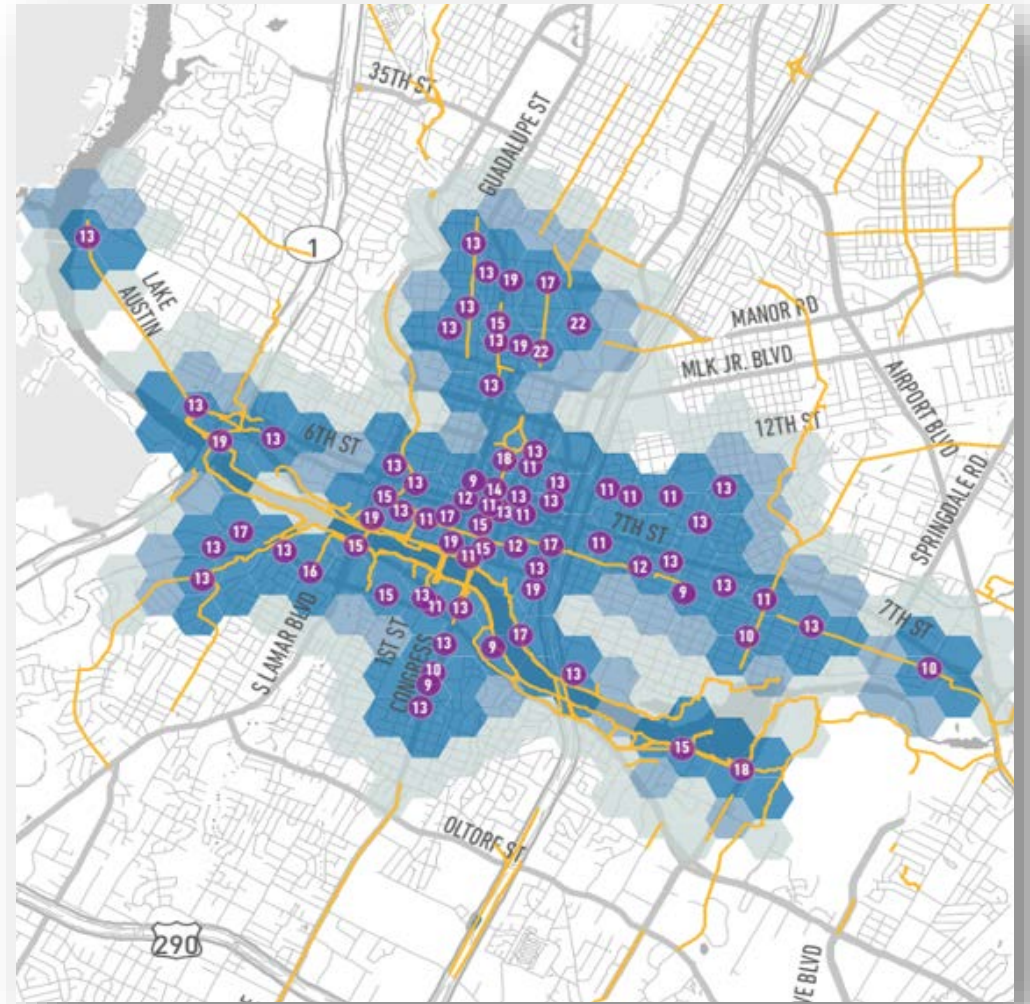 35TH ST
GUADALUPE ST
13
1
LAKE
AUSTIN
13
13 19 17
13
13 15 22
13 19 22
13
MANOR RD
MLK JR. BLVD
AIRPORT BLVD
12TH ST
SPRINGDALE RD
13
19 13
6TH ST
13
18 11
13 13
9 14 13
15 12 13 13
11
13 13 11
19 11 17
15
11 11 11 13
13
7TH ST
17
13 13
15
19 15 12 17 11
11
13
16
13
19
12 13
9 13
11
15 13
11 13
S LAMAR BLVD
1ST ST
CONGRESS
13
10
9
13
9 17
13
10
13
7TH ST
10
15
18
OLTORF ST
290
VE BLVD